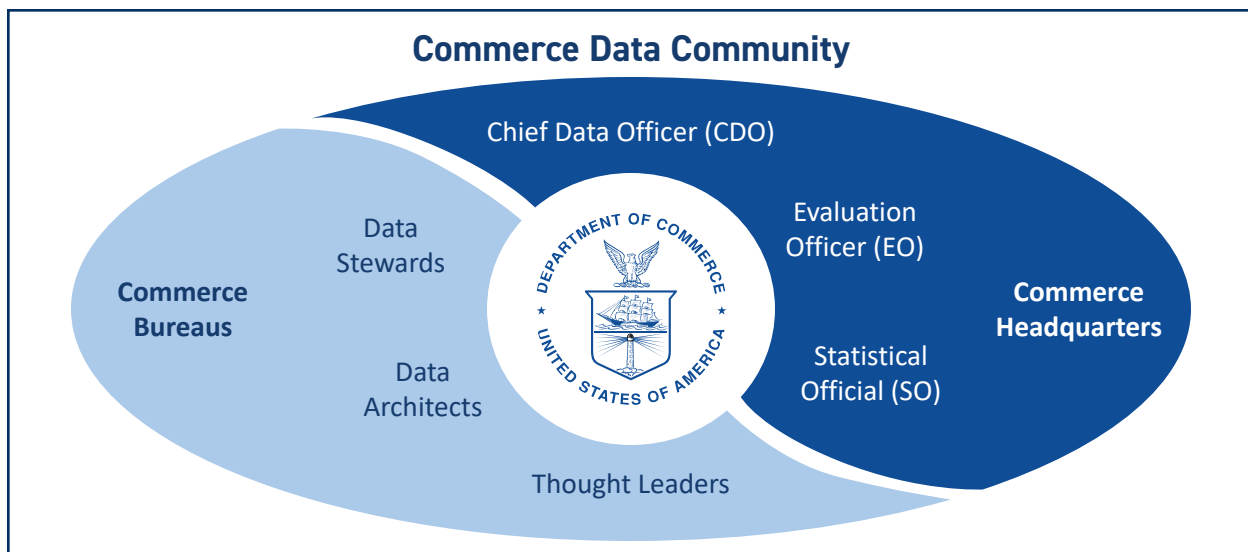 Commerce Data Community
Chief Data Officer (CDO)
Evaluation
Officer (EO)
Data
Stewards
Commerce
Bureaus
Commerce
Headquarters
Statistical
Official (SO)
Data
Architects
Thought Leaders
DEPARTMENT OF COMMERCE
UNITED STATES OF AMERICA